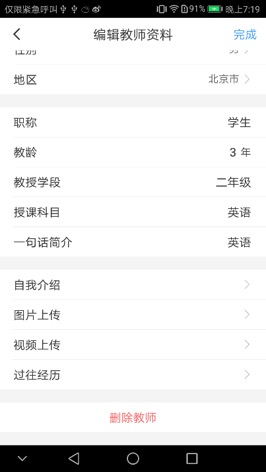 仅限紧急呼叫 91% 晚上7:19
编辑教师资料 完成
性别 男
地区 北京市
职称 学生
教龄 3 年
教授学段 二年级
授课科目 英语
一句话简介 英语
自我介绍
图片上传
视频上传
过往经历
删除教师